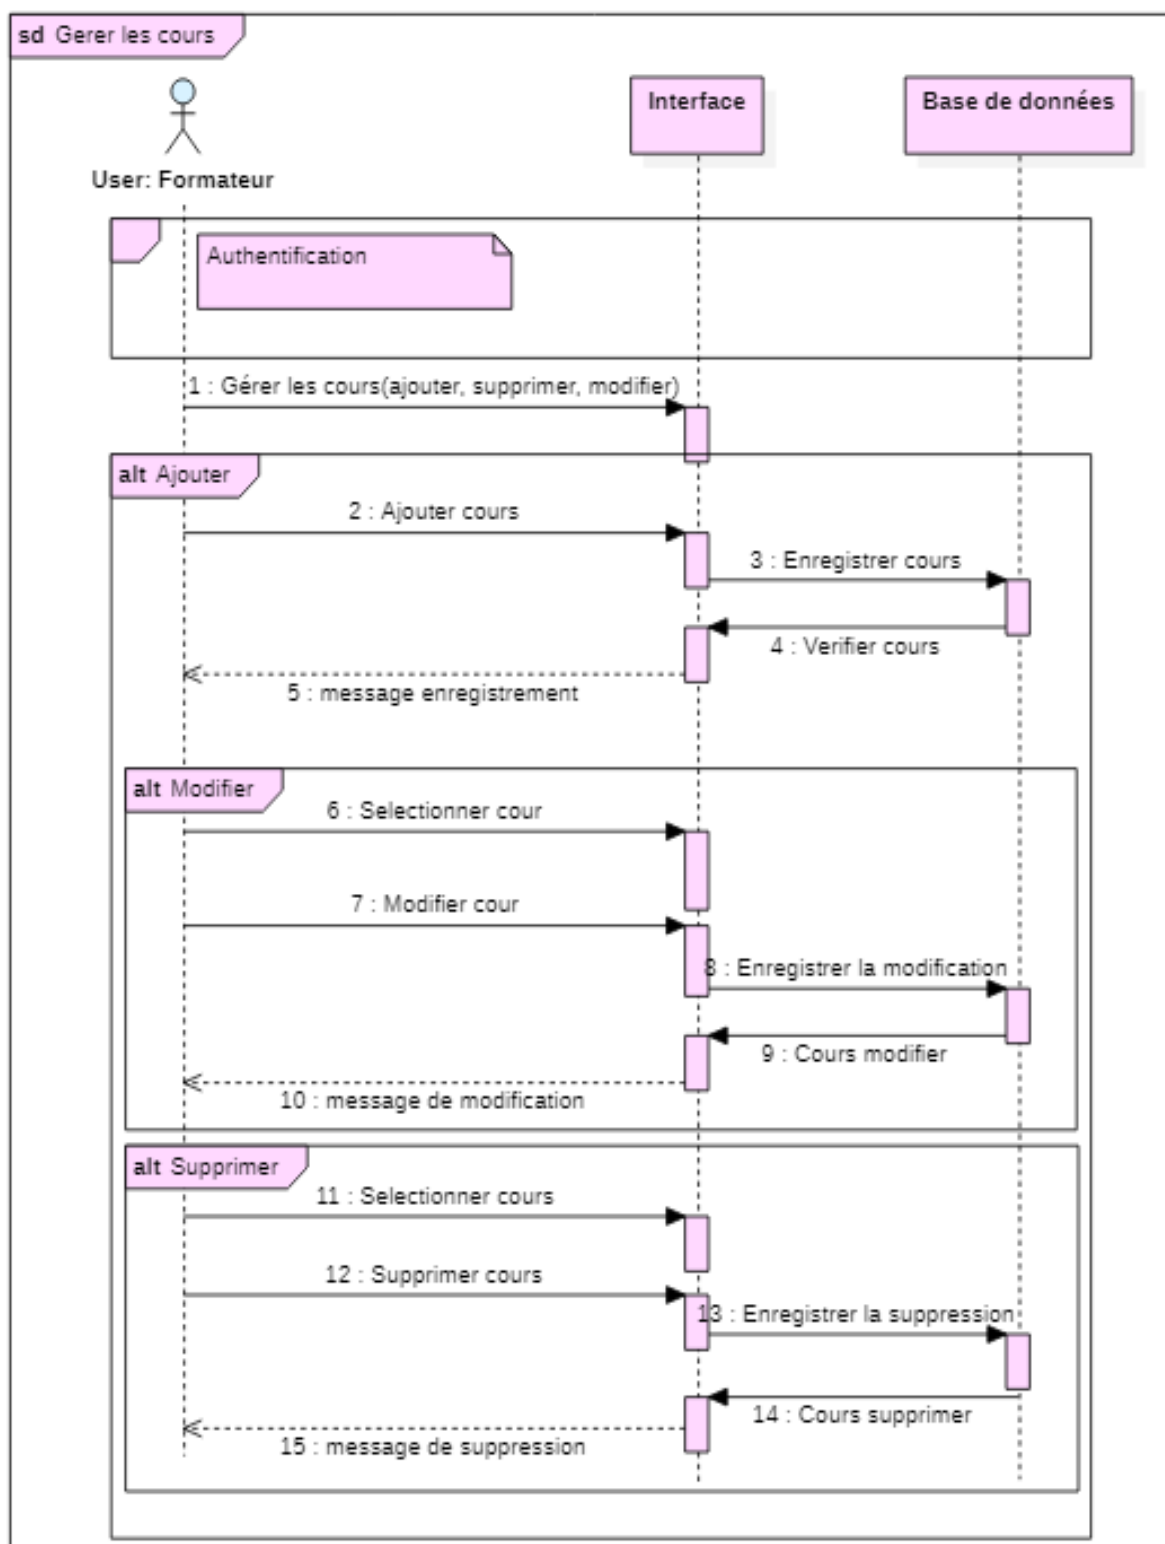 sd Gerer les cours
Interface
Base de données
User: Formateur
Authentification
1 : Gérer les cours(ajouter, supprimer, modifier)
alt Ajouter
2 : Ajouter cours
3 : Enregistrer cours
4 : Verifier cours
5 : message enregistrement
alt Modifier
6 : Selectionner cour
7 : Modifier cour
8 : Enregistrer la modification
9 : Cours modifier
10 : message de modification
alt Supprimer
11 : Selectionner cours
12 : Supprimer cours
13 : Enregistrer la suppression
14 : Cours supprimer
15 : message de suppression